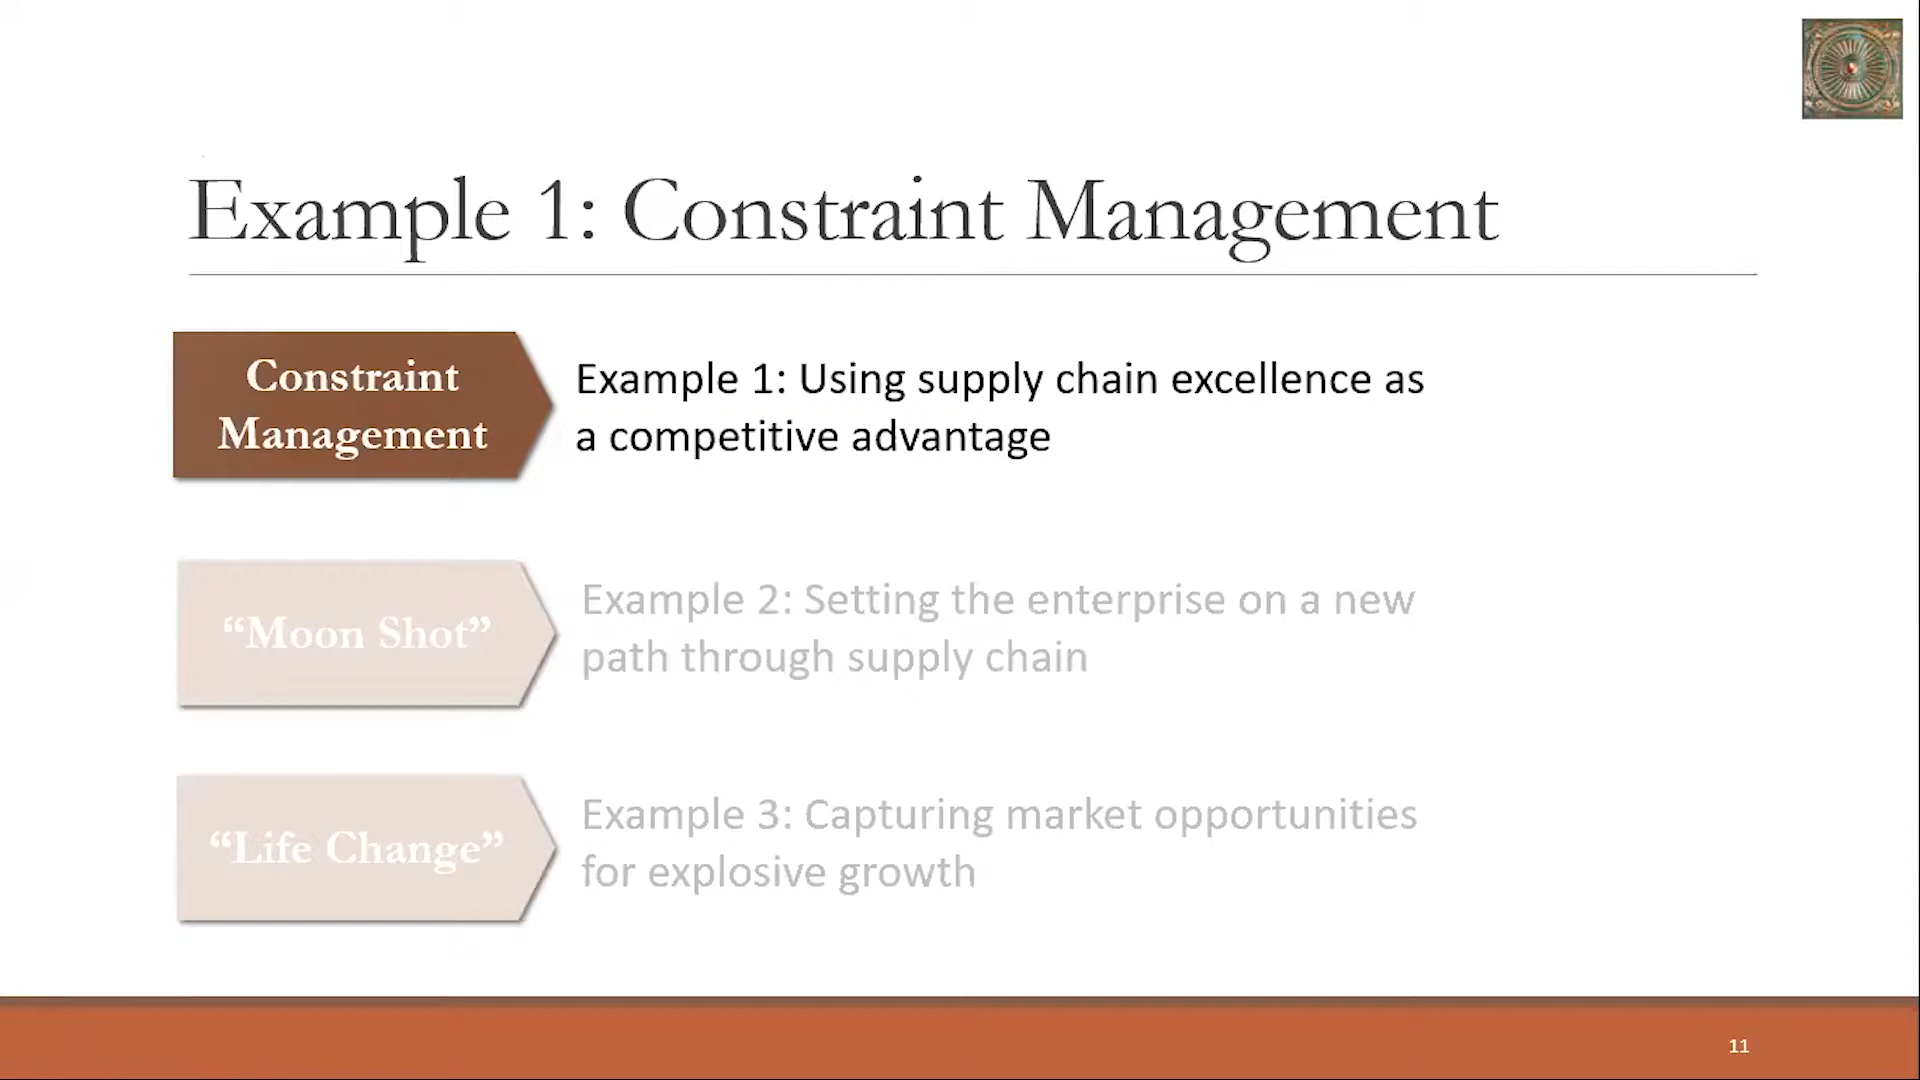 Example 1: Constraint Management
Constraint
Management
Example 1: Using supply chain excellence as
a competitive advantage
“Moon Shot”
Example 2: Setting the enterprise on a new
path through supply chain
“Life Change”
Example 3: Capturing market opportunities
for explosive growth
11